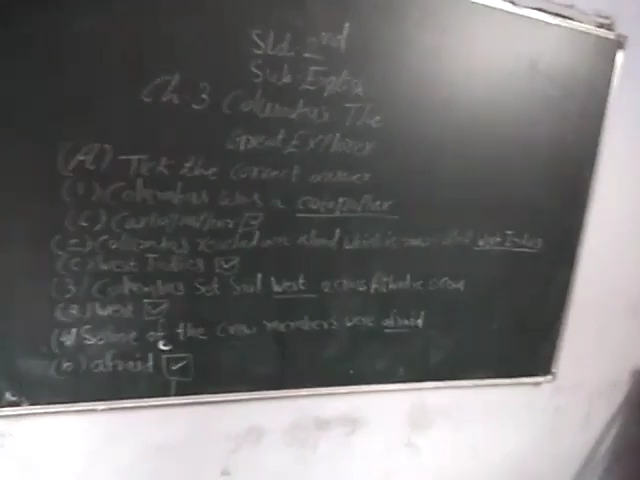 Std. 2nd
Sub. English
Ch. 3 Columbus The
Great Explorer
(A) Tick the correct answer
(1) Columbus was a
(2) Columbus reached an island which is now called West Indies
(c) West Indies ☑
(3) Columbus Set Sail West across Atlantic ocean
(a) West ☑
(4) Some of the crew members were afraid
(b) afraid ☑